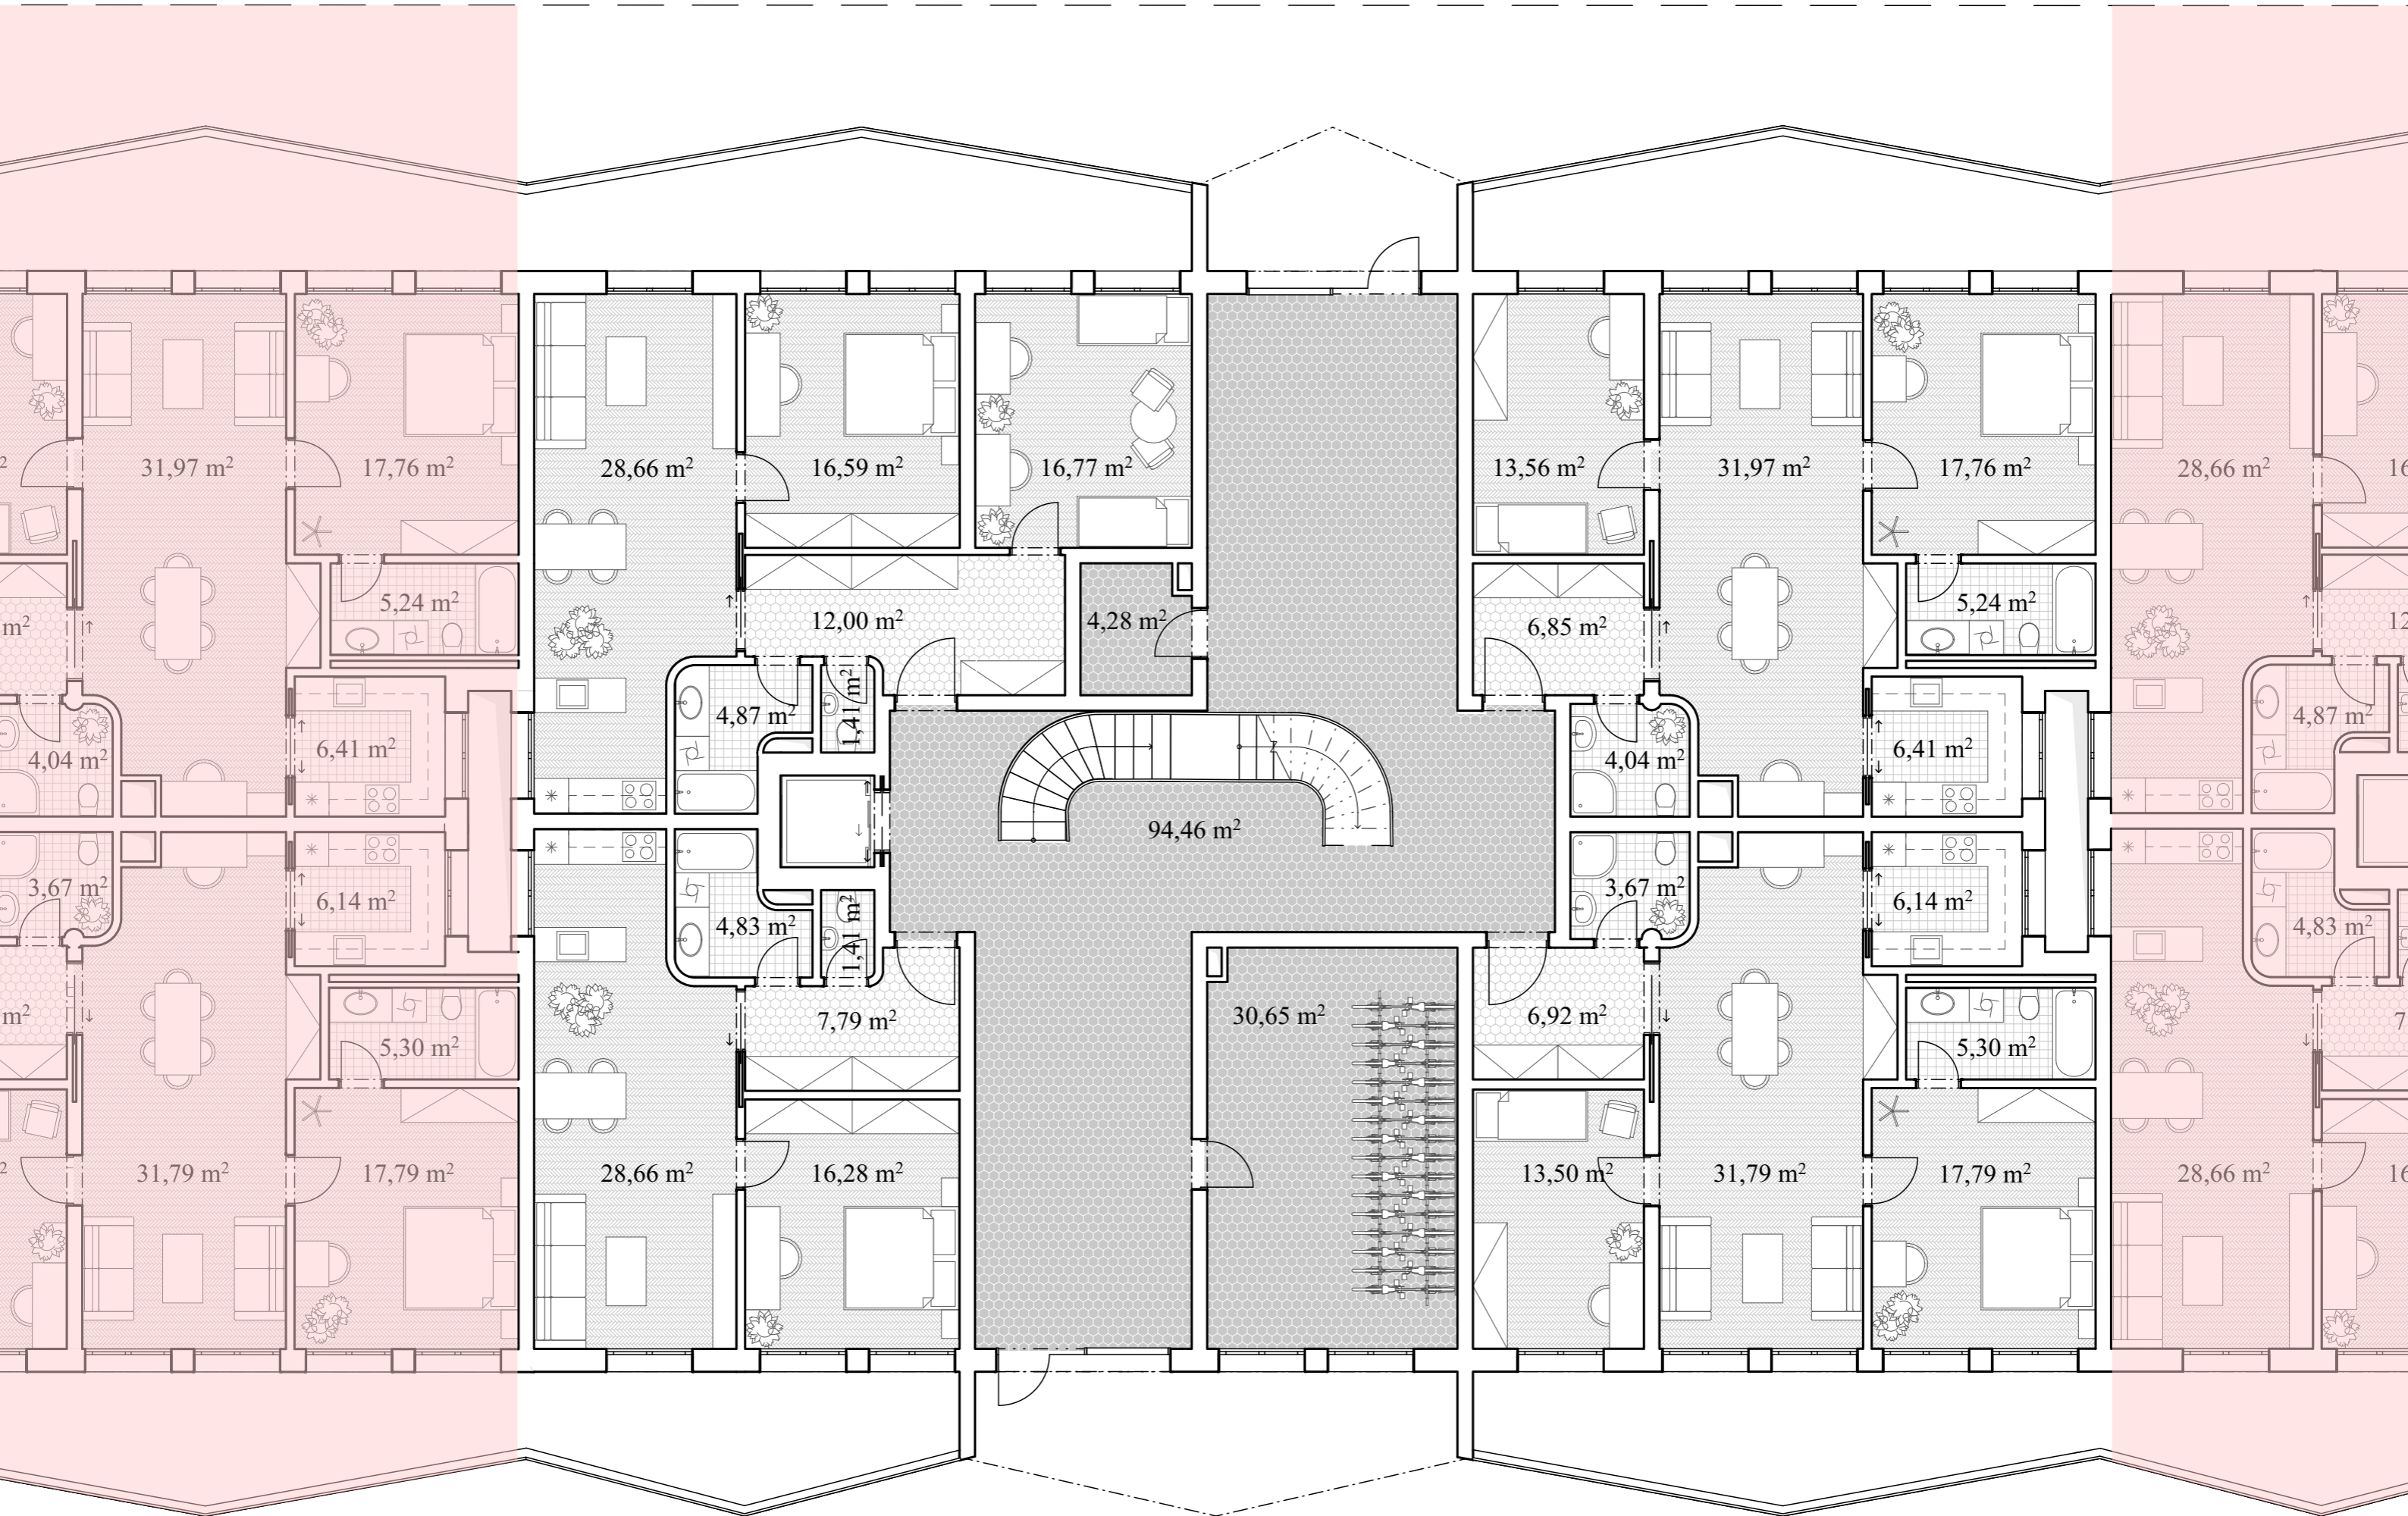 31,97 m²
17,76 m²
28,66 m²
16,59 m²
16,77 m²
13,56 m²
31,97 m²
17,76 m²
28,66 m²
16
m²
5,24 m²
12,00 m²
4,28 m²
6,85 m²
5,24 m²
12
4,04 m²
6,41 m²
4,87 m²
1,41 m²
4,04 m²
6,41 m²
4,87 m²
94,46 m²
3,67 m²
6,14 m²
4,83 m²
1,41 m²
3,67 m²
6,14 m²
4,83 m²
m²
5,30 m²
7,79 m²
30,65 m²
6,92 m²
5,30 m²
7
31,79 m²
17,79 m²
28,66 m²
16,28 m²
13,50 m²
31,79 m²
17,79 m²
28,66 m²
16